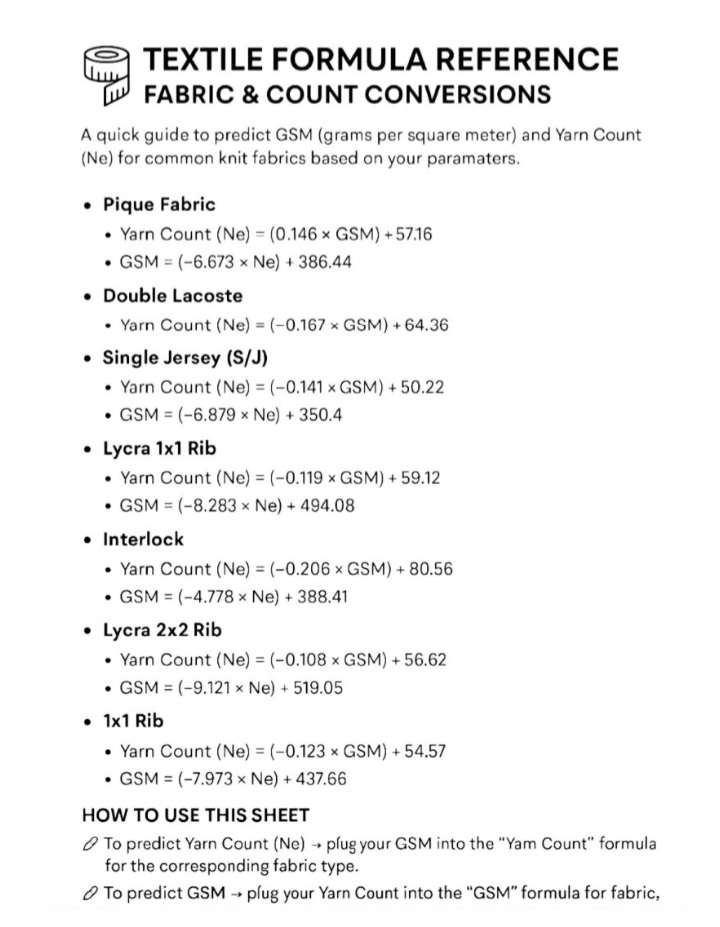 TEXTILE FORMULA REFERENCE
FABRIC & COUNT CONVERSIONS
A quick guide to predict GSM (grams per square meter) and Yarn Count
(Ne) for common knit fabrics based on your paramaters.
• Pique Fabric
• Yarn Count (Ne) = (0.146 × GSM) + 57.16
• GSM = (−6.673 × Ne) + 386.44
• Double Lacoste
• Yarn Count (Ne) = (−0.167 × GSM) + 64.36
• Single Jersey (S/J)
• Yarn Count (Ne) = (−0.141 × GSM) + 50.22
• GSM = (−6.879 × Ne) + 350.4
• Lycra 1x1 Rib
• Yarn Count (Ne) = (−0.119 × GSM) + 59.12
• GSM = (−8.283 × Ne) + 494.08
• Interlock
• Yarn Count (Ne) = (−0.206 × GSM) + 80.56
• GSM = (−4.778 × Ne) + 388.41
• Lycra 2x2 Rib
• Yarn Count (Ne) = (−0.108 × GSM) + 56.62
• GSM = (−9.121 × Ne) + 519.05
• 1x1 Rib
• Yarn Count (Ne) = (−0.123 × GSM) + 54.57
• GSM = (−7.973 × Ne) + 437.66
HOW TO USE THIS SHEET
To predict Yarn Count (Ne) → plug your GSM into the “Yam Count” formula
for the corresponding fabric type.
To predict GSM → plug your Yarn Count into the “GSM” formula for fabric,